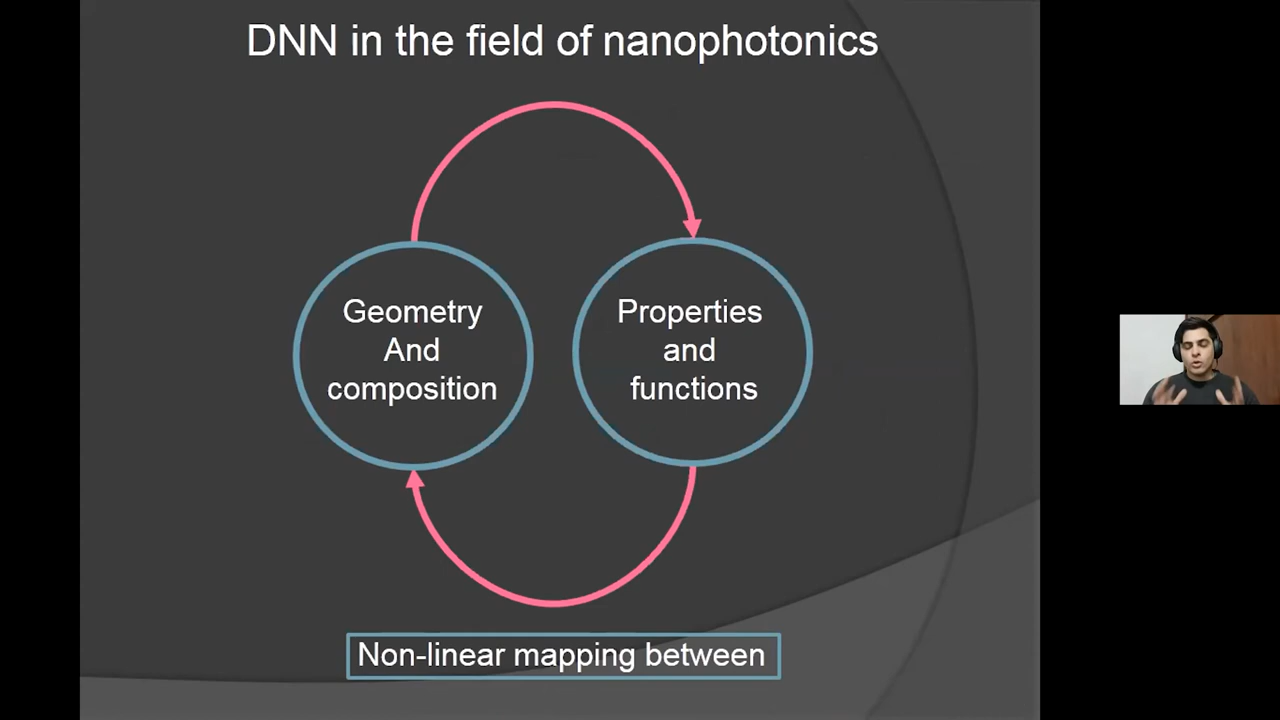 DNN in the field of nanophotonics
Geometry
And
composition
Properties
and
functions
Non-linear mapping between